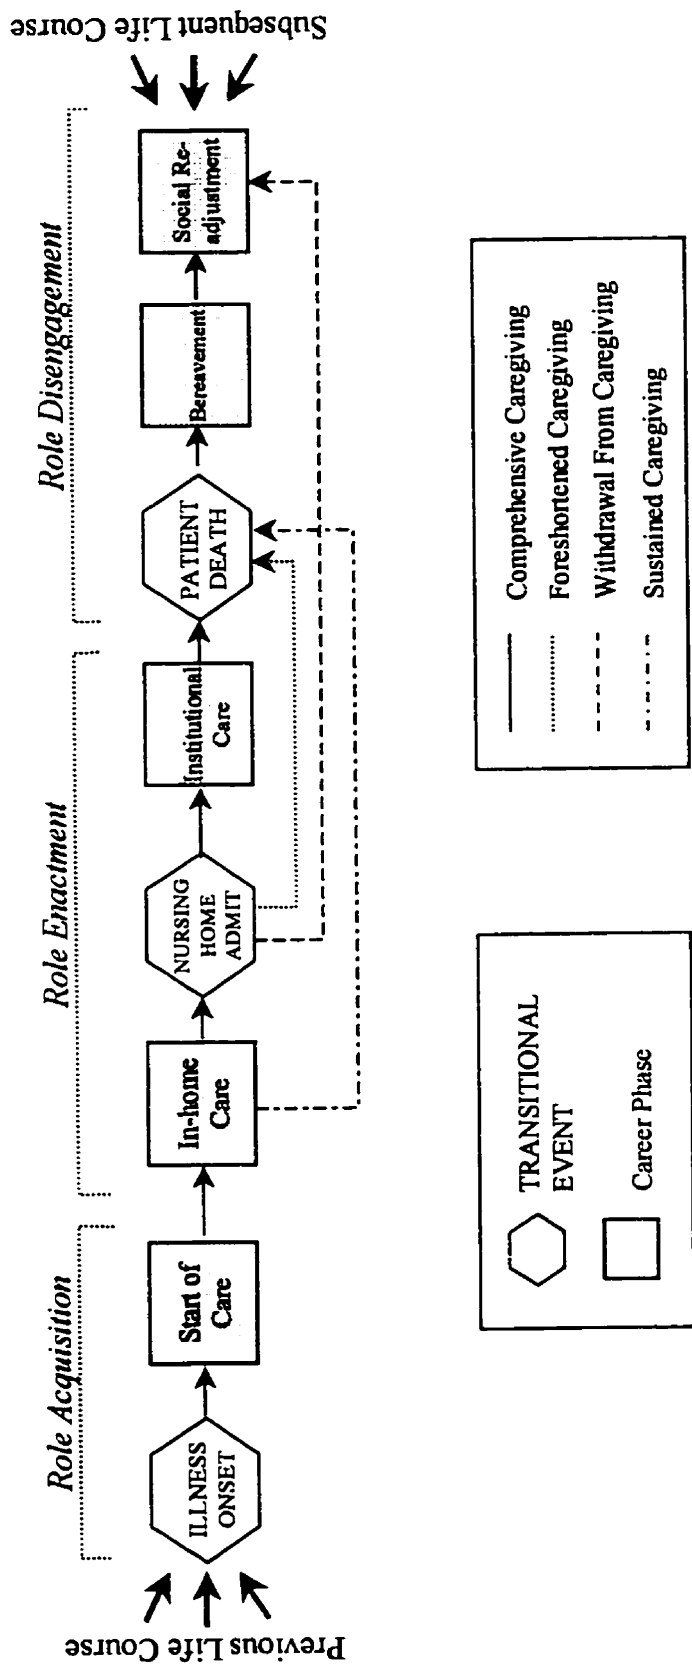 Previous Life Course
Role Acquisition
ILLNESS
ONSET
Start of
Care
Role Enactment
In-home
Care
NURSING
HOME
ADMIT
Institutional
Care
Role Disengagement
PATIENT
DEATH
Bereavement
Social Re-
adjustment
Subsequent Life Course
TRANSITIONAL
EVENT
Career Phase
Comprehensive Caregiving
Foreshortened Caregiving
Withdrawal From Caregiving
Sustained Caregiving